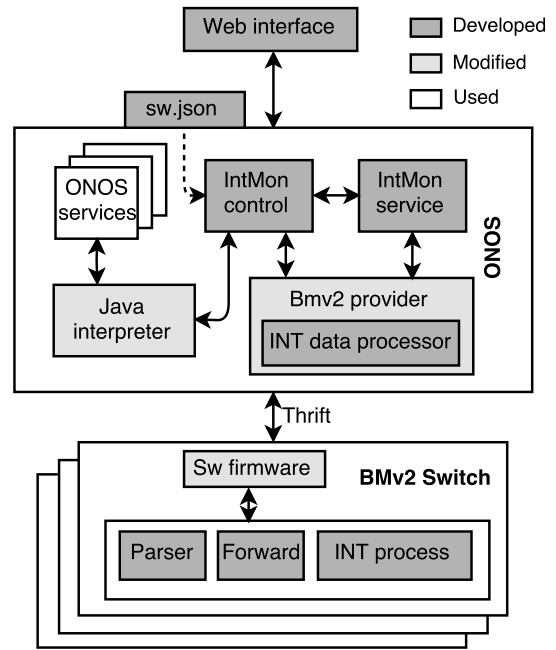 Web interface
Developed
Modified
Used
sw.json
ONOS
services
IntMon
control
IntMon
service
ONOS
Java
interpreter
Bmv2 provider
INT data processor
Thrift
Sw firmware
BMv2 Switch
Parser
Forward
INT process